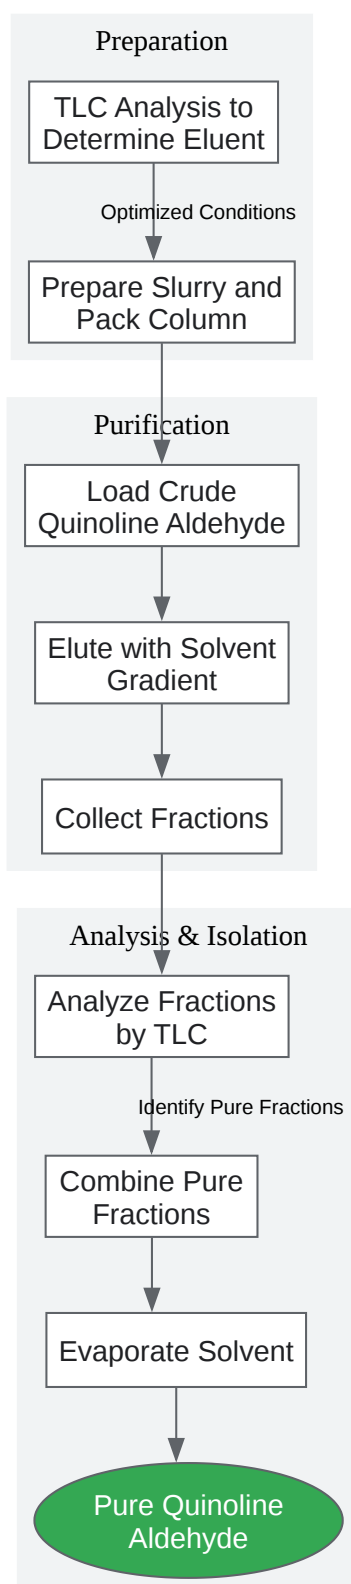 Preparation
TLC Analysis to
Determine Eluent
Optimized Conditions
Prepare Slurry and
Pack Column
Purification
Load Crude
Quinoline Aldehyde
Elute with Solvent
Gradient
Collect Fractions
Analysis & Isolation
Analyze Fractions
by TLC
Identify Pure Fractions
Combine Pure
Fractions
Evaporate Solvent
Pure Quinoline
Aldehyde